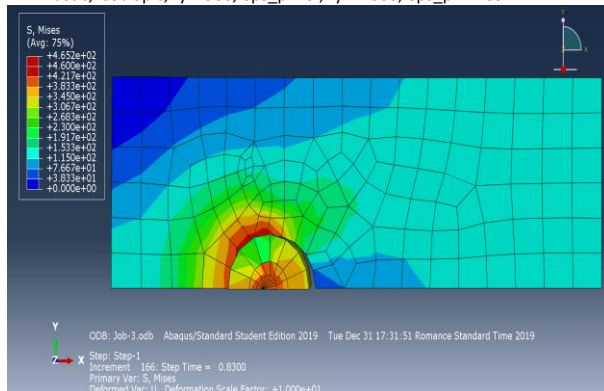 S, Mises
(Avg: 75%)
+4.652e+02
+4.600e+02
+4.217e+02
+3.833e+02
+3.450e+02
+3.067e+02
+2.683e+02
+2.300e+02
+1.917e+02
+1.533e+02
+1.150e+02
+7.667e+01
+3.833e+01
+0.000e+00
Y
Y
X
Z
ODB: Job-3.odb Abaqus/Standard Student Edition 2019 Tue Dec 31 17:31:51 Romance Standard Time 2019
Step: Step-1
Increment 166: Step Time = 0.8300
Primary Var: S, Mises
Deformed Var: U Deformation Scale Factor: +1.000e+01